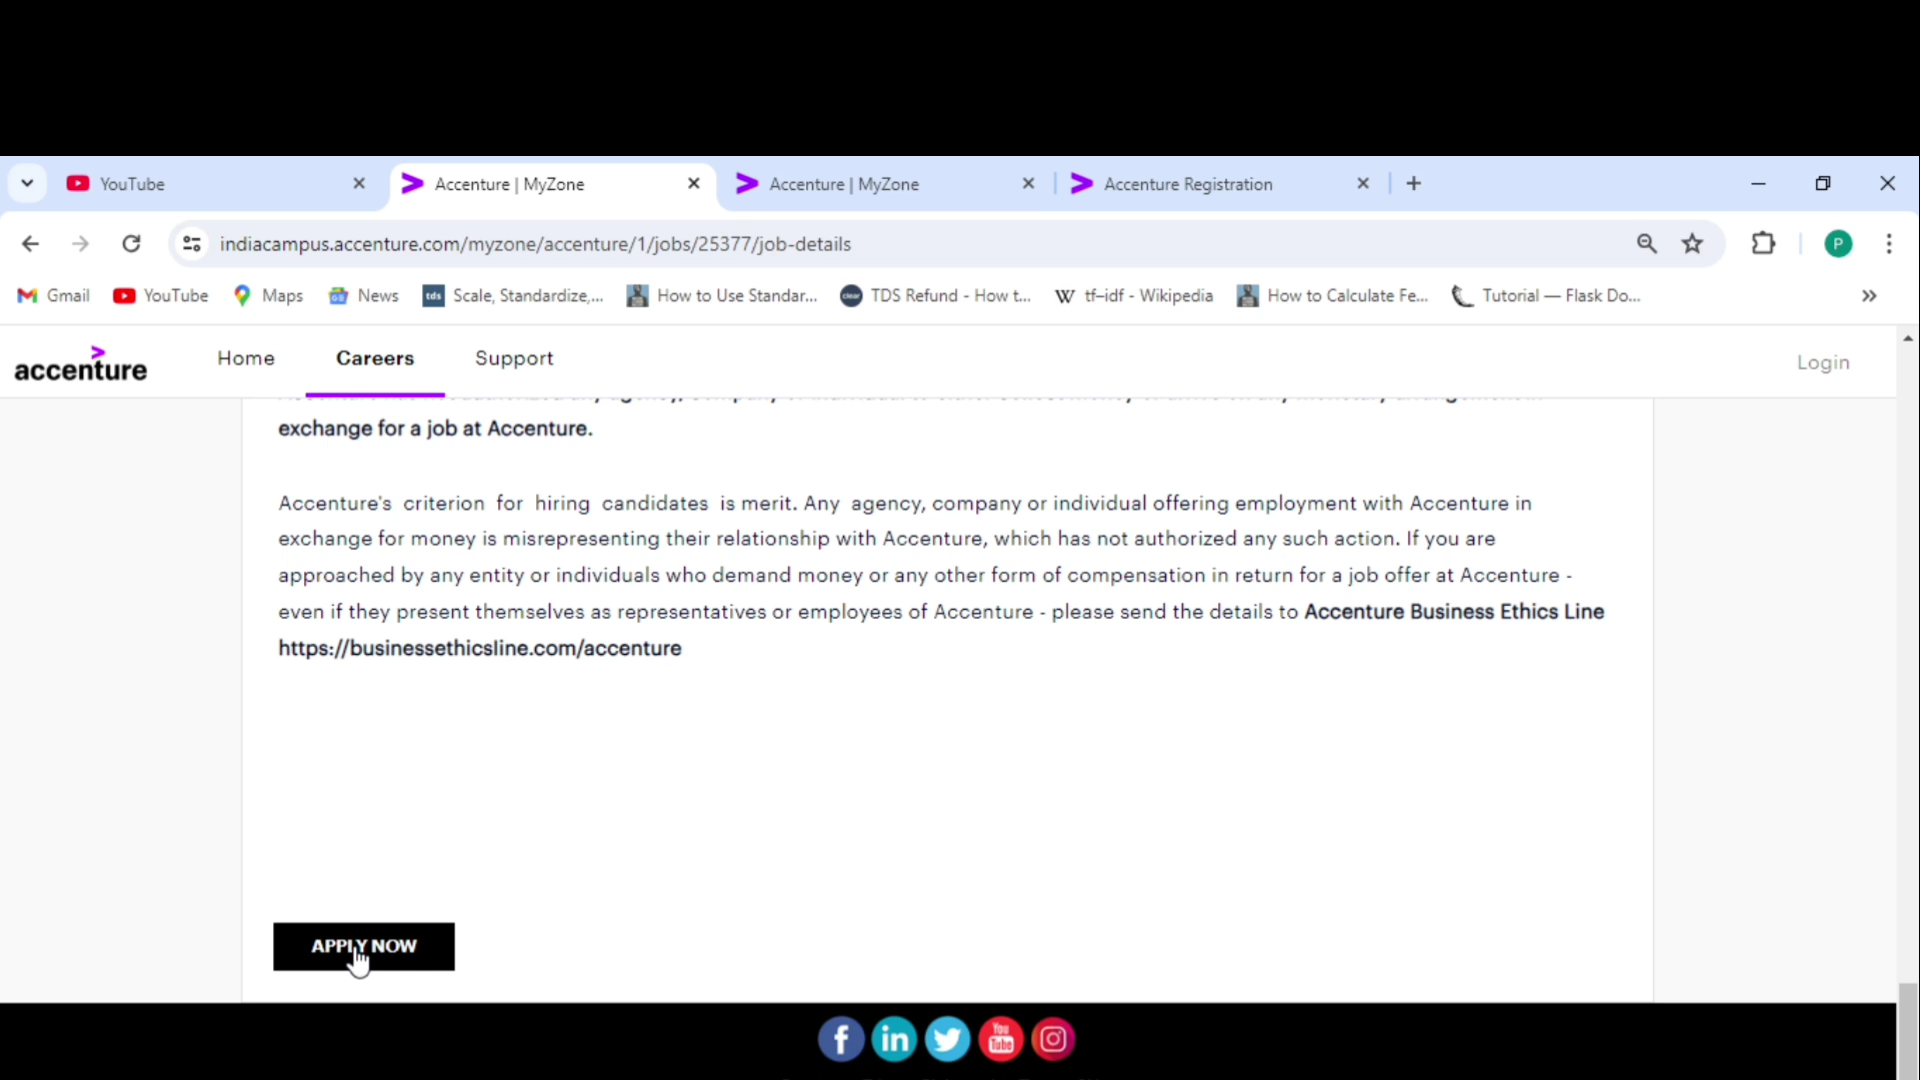 YouTube
Accenture | MyZone
Accenture | MyZone
Accenture Registration
indiacampus.accenture.com/myzone/accenture/1/jobs/25377/job-details
P
Gmail
YouTube
Maps
News
tds
Scale, Standardize,...
How to Use Standar...
clear
TDS Refund - How t...
W
tf–idf - Wikipedia
How to Calculate Fe...
Tutorial — Flask Do...
accenture
Home
Careers
Support
Login
exchange for a job at Accenture.
Accenture's criterion for hiring candidates is merit. Any agency, company or individual offering employment with Accenture in
exchange for money is misrepresenting their relationship with Accenture, which has not authorized any such action. If you are
approached by any entity or individuals who demand money or any other form of compensation in return for a job offer at Accenture -
even if they present themselves as representatives or employees of Accenture - please send the details to Accenture Business Ethics Line
https://businessethicsline.com/accenture
APPLY NOW
f
in
You
Tube